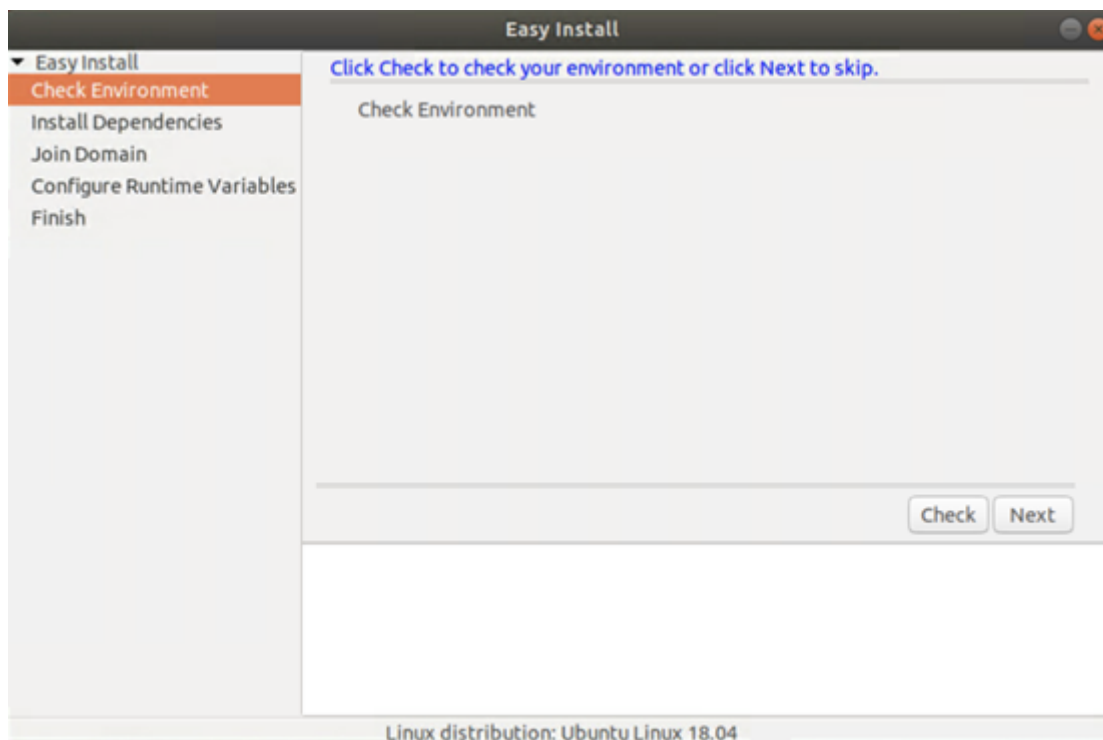 Easy Install
Easy Install
Check Environment
Install Dependencies
Join Domain
Configure Runtime Variables
Finish
Click Check to check your environment or click Next to skip.
Check Environment
Check
Next
Linux distribution: Ubuntu Linux 18.04